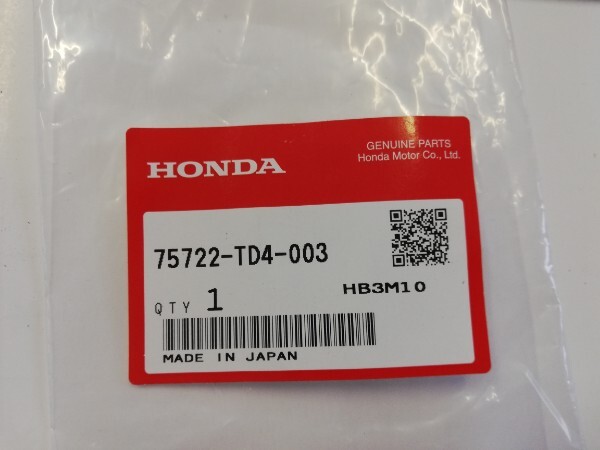 GENUINE PARTS
Honda Motor Co., Ltd.
HONDA
75722-TD4-003
HB3M10
QTY 1
MADE IN JAPAN